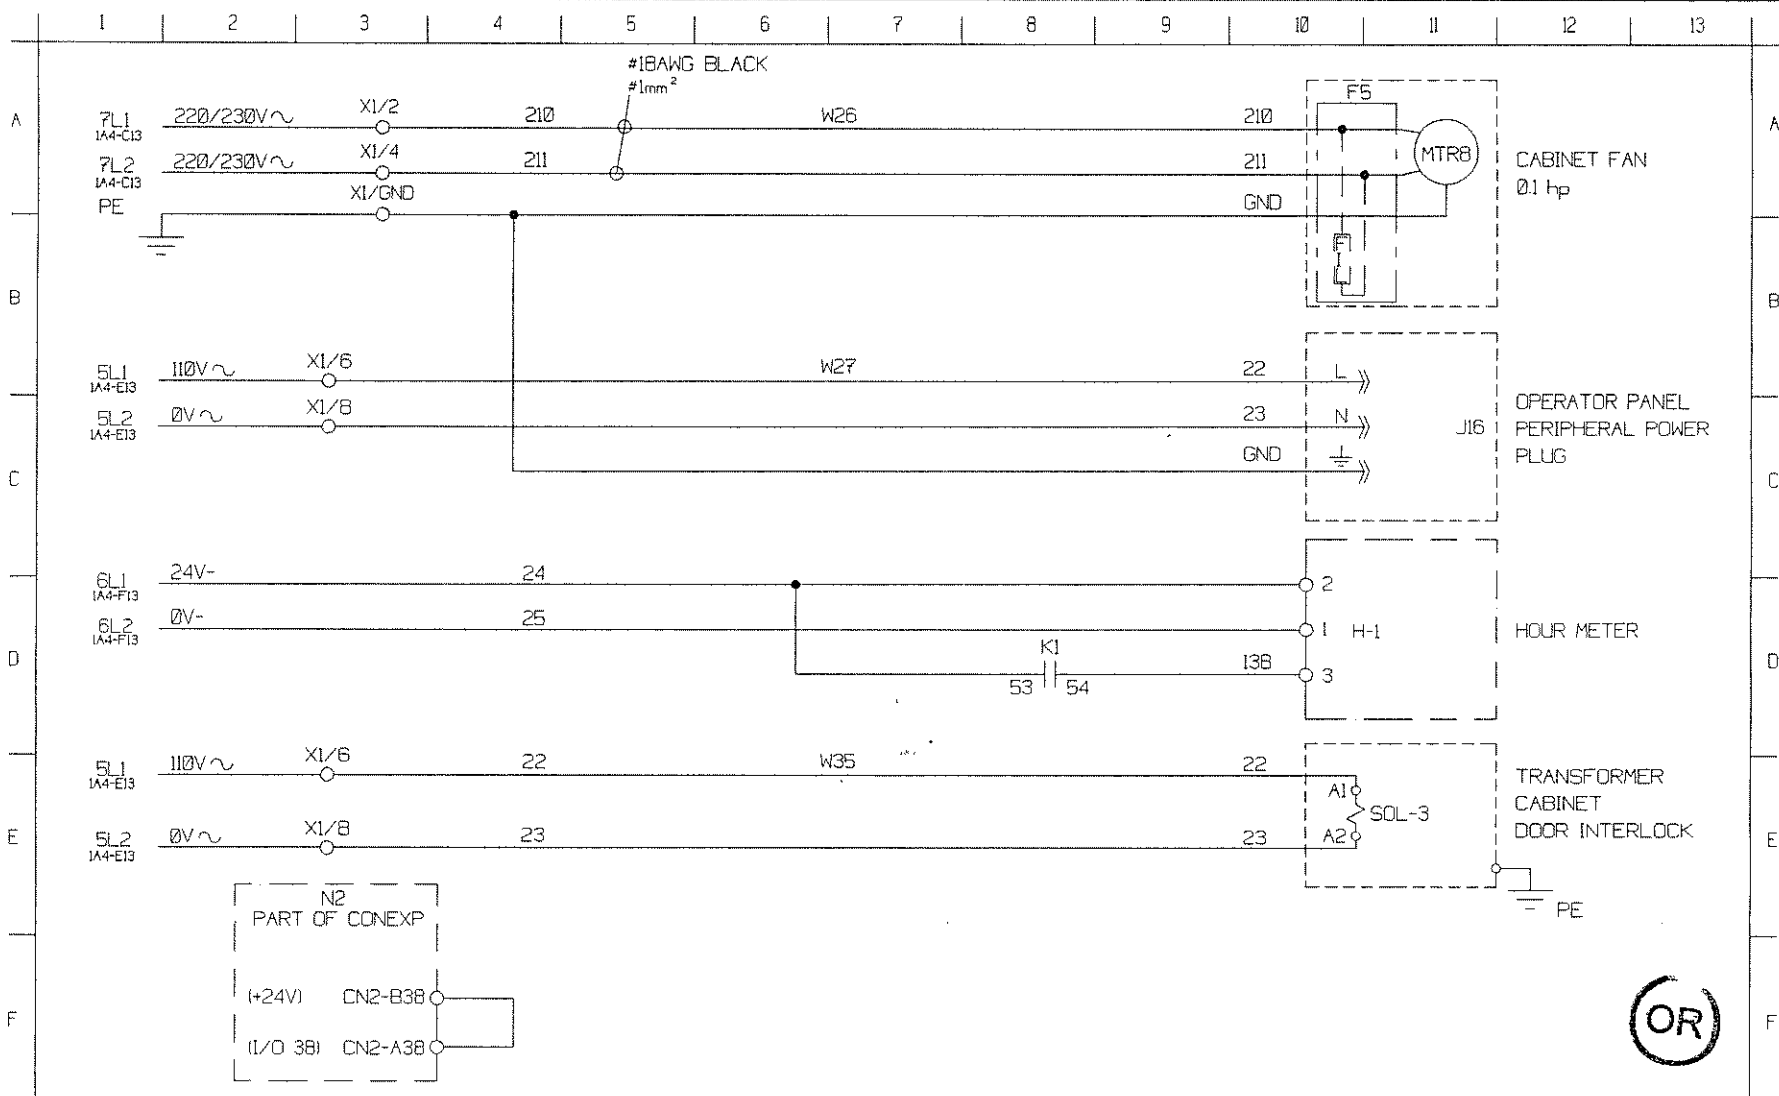 1 2 3 4 5 6 7 8 9 10 11 12 13
#18AWG BLACK
#1mm²
A 7L1 220/230V~ X1/2 210 W26 210 F5 A
1A4-C13
7L2 220/230V~ X1/4 211 211 MTR8 CABINET FAN
1A4-C13
0.1 hp
PE X1/GND GND
B B
5L1 110V~ X1/6 W27 22 L
1A4-E13
5L2 0V~ X1/8 23 N J16
1A4-E13
OPERATOR PANEL
PERIPHERAL POWER
PLUG
C GND C
6L1 24V- 24 2
1A4-F13
6L2 0V- 25 1 H-1 HOUR METER
1A4-F13
D K1 D
53 54 138 3
5L1 110V~ X1/6 22 W35 22
1A4-E13
A1 SOL-3
TRANSFORMER
CABINET
DOOR INTERLOCK
E 5L2 0V~ X1/8 23 23 A2 E
1A4-E13
PE
N2
PART OF CONEXP
(+24V) CN2-B38
F F
(I/O 38) CN2-A38
OR